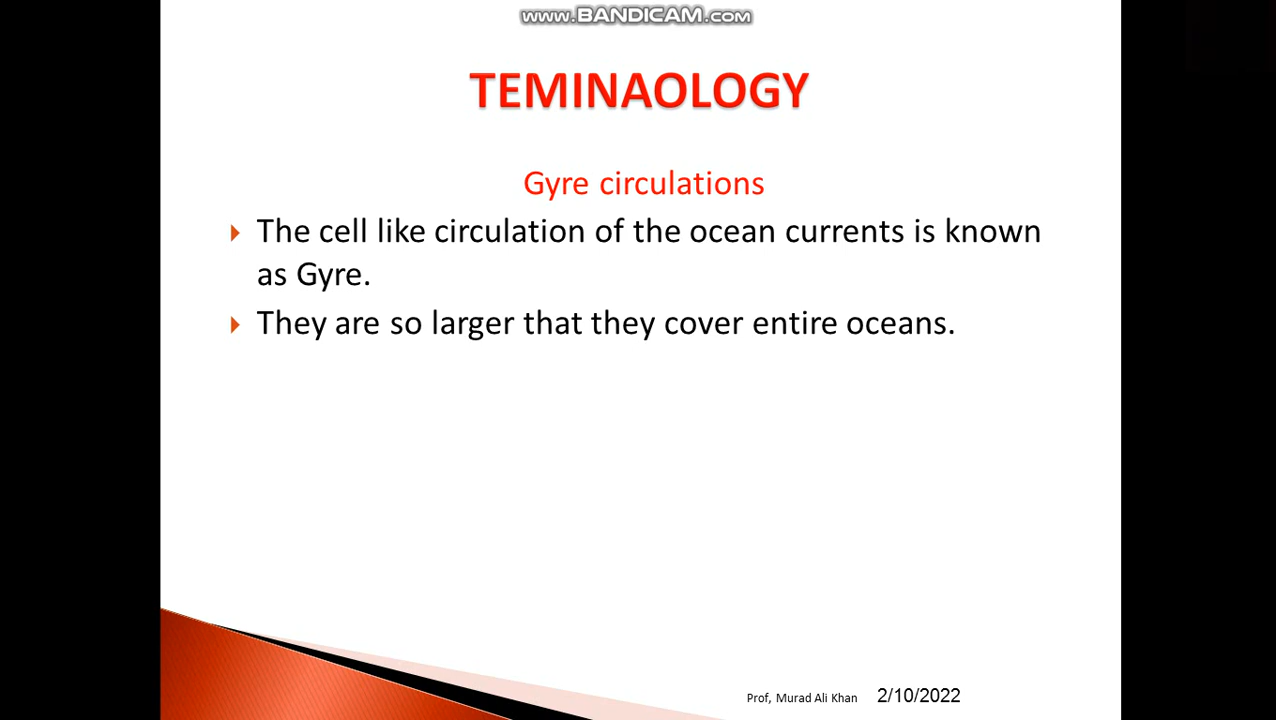 www.BANDICAM.com
TEMINAOLOGY
Gyre circulations
The cell like circulation of the ocean currents is known
as Gyre.
They are so larger that they cover entire oceans.
Prof, Murad Ali Khan 2/10/2022